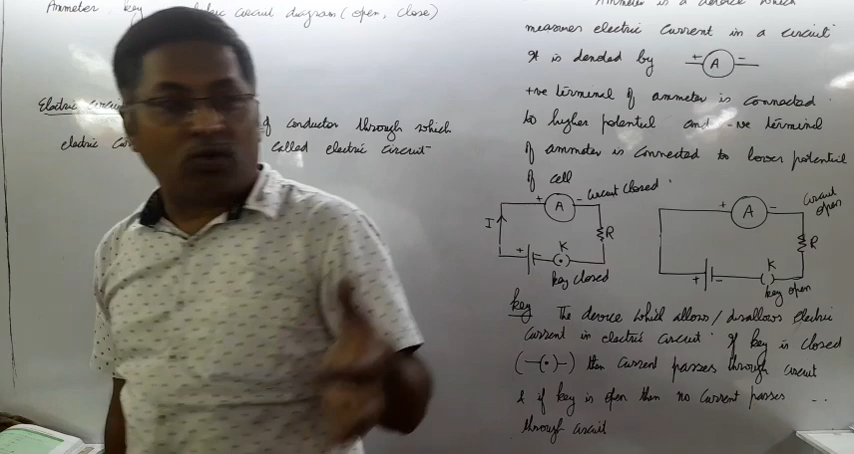 Ammeter, key electric circuit diagram (open, close)
Electric
of conductor through which
electric called electric circuit
Ammeter is a device which
measures electric current in a circuit
It is denoted by + A -
+ve terminal of ammeter is connected
to higher potential and -ve terminal
of ammeter is connected to lower potential
of cell
circuit closed
+ A -
I
R
+ - K
key closed
circuit open
+ A -
R
+ - K
key open
key The device which allows/disallows electric
current in electric circuit. If key is closed
(-(•)-) then current passes through circuit
& if key is open then no current passes
through circuit